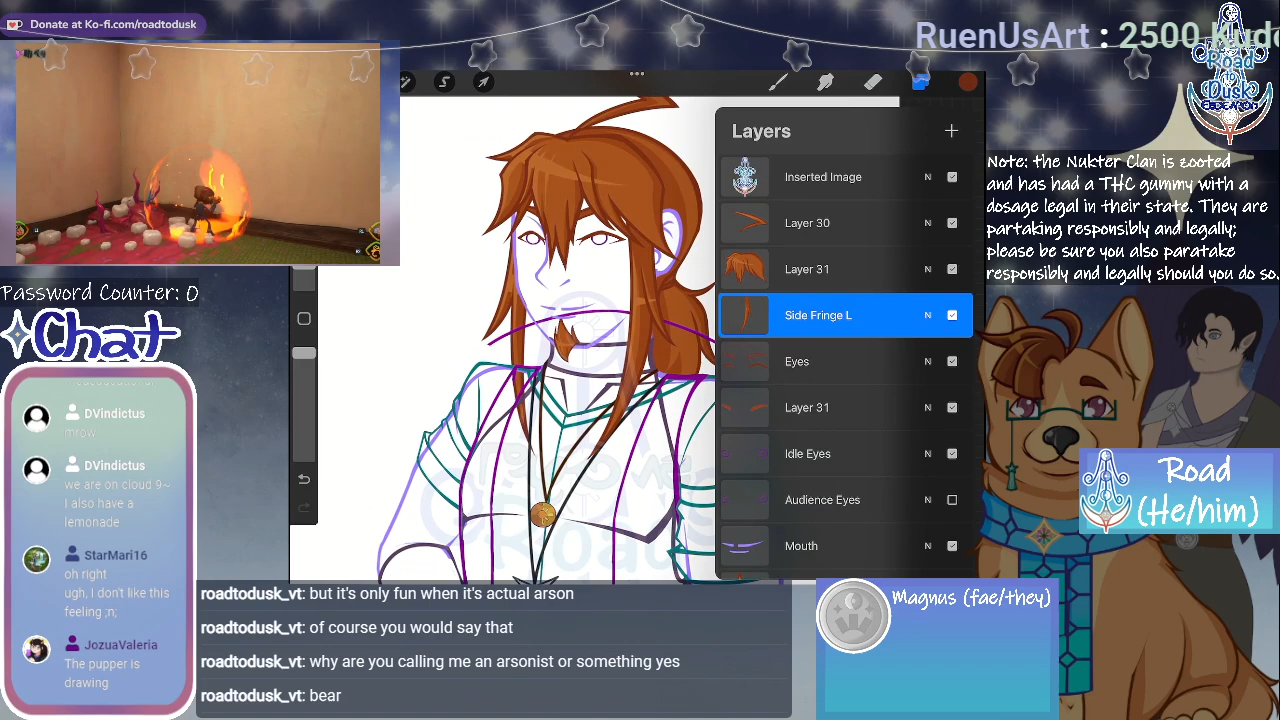 Donate at Ko-fi.com/roadtodusk
RuenUsArt : 2500 Kudo
Road
to
Dusk
Layers
Inserted Image N
Layer 30 N
Layer 31 N
Side Fringe L N
Eyes N
Layer 31 N
Idle Eyes N
Audience Eyes N
Mouth N
Note: the Nukter Clan is zooted
and has had a THC gummy with a
dosage legal in their state. They are
partaking responsibly and legally;
please be sure you also paratake
responsibly and legally should you do so.
Password Counter: 0
Chat
DVindictus
mrow
DVindictus
we are on cloud 9~
I also have a
lemonade
StarMari16
oh right
ugh, I don't like this
feeling ;n;
JozuaValeria
The pupper is
drawing
roadtodusk_vt: but it's only fun when it's actual arson
roadtodusk_vt: of course you would say that
roadtodusk_vt: why are you calling me an arsonist or something yes
roadtodusk_vt: bear
Road
(He/him)
Magnus (fae/they)